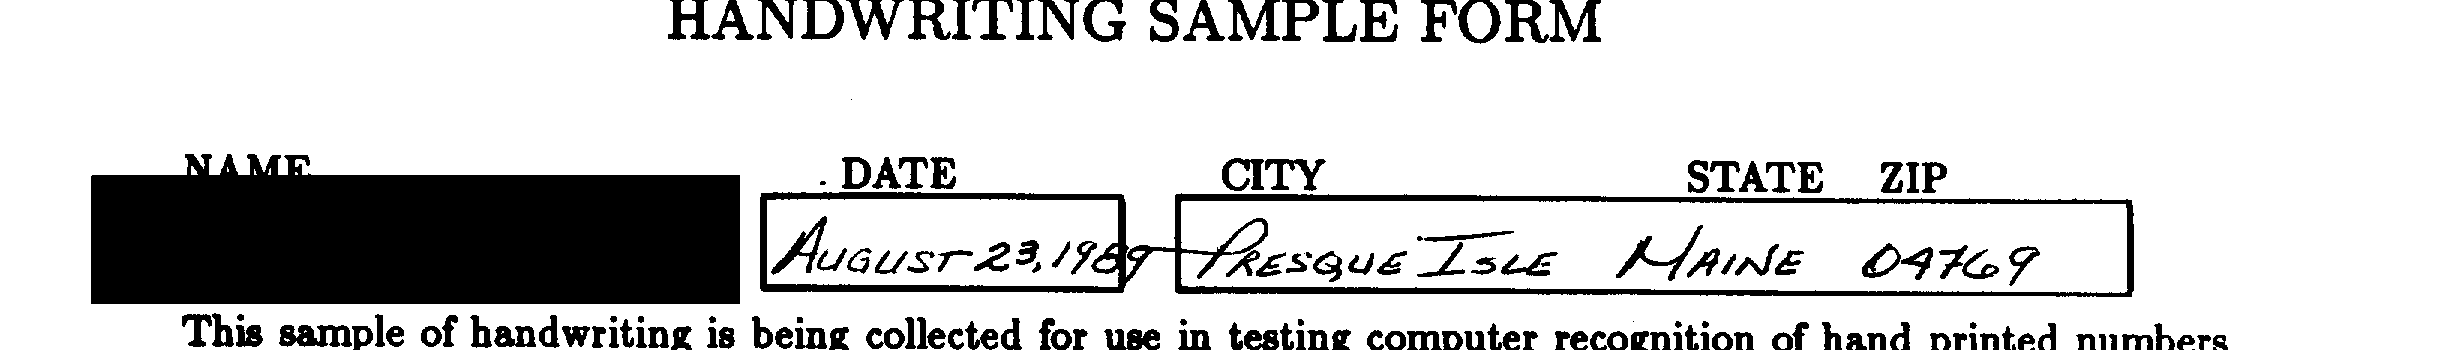 HANDWRITING SAMPLE FORM
NAME DATE CITY STATE ZIP
AUGUST 23, 1989 PRESQUE ISLE MAINE 04769
This sample of handwriting is being collected for use in testing computer recognition of hand printed numbers